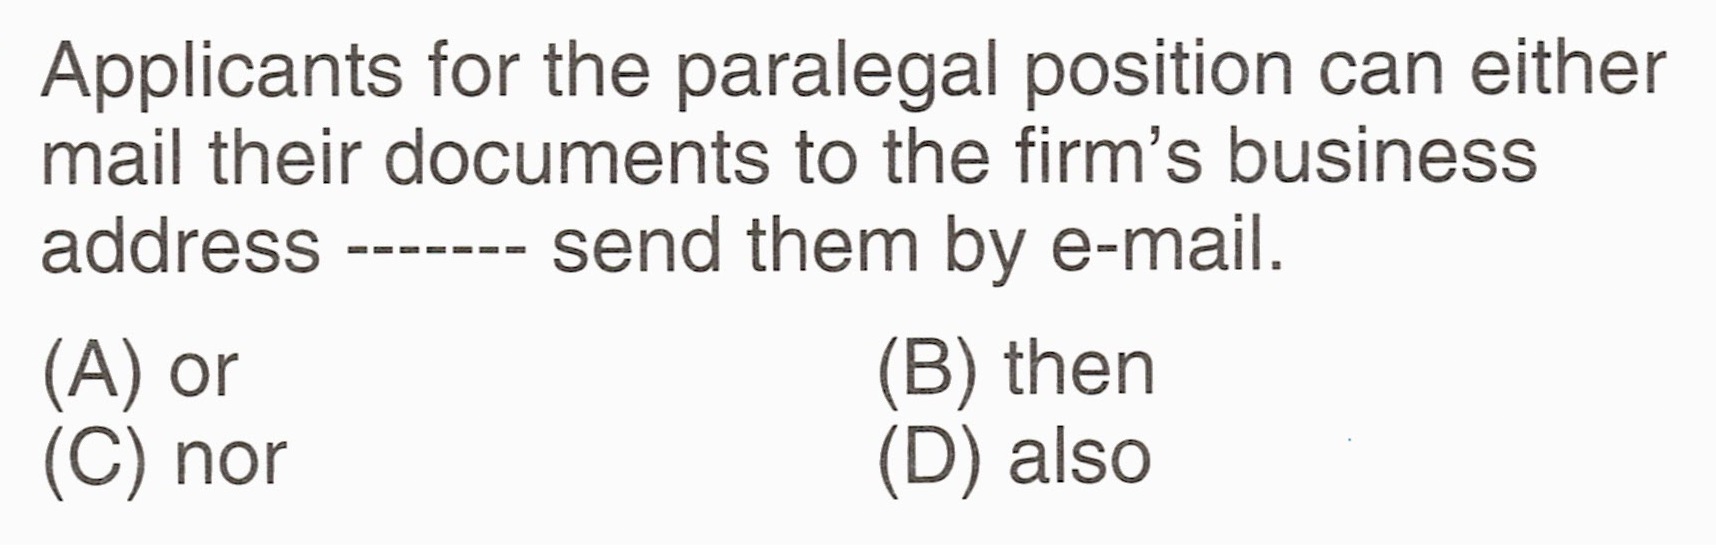 Applicants for the paralegal position can either
mail their documents to the firm's business
address ------- send them by e-mail.
(A) or (B) then
(C) nor (D) also